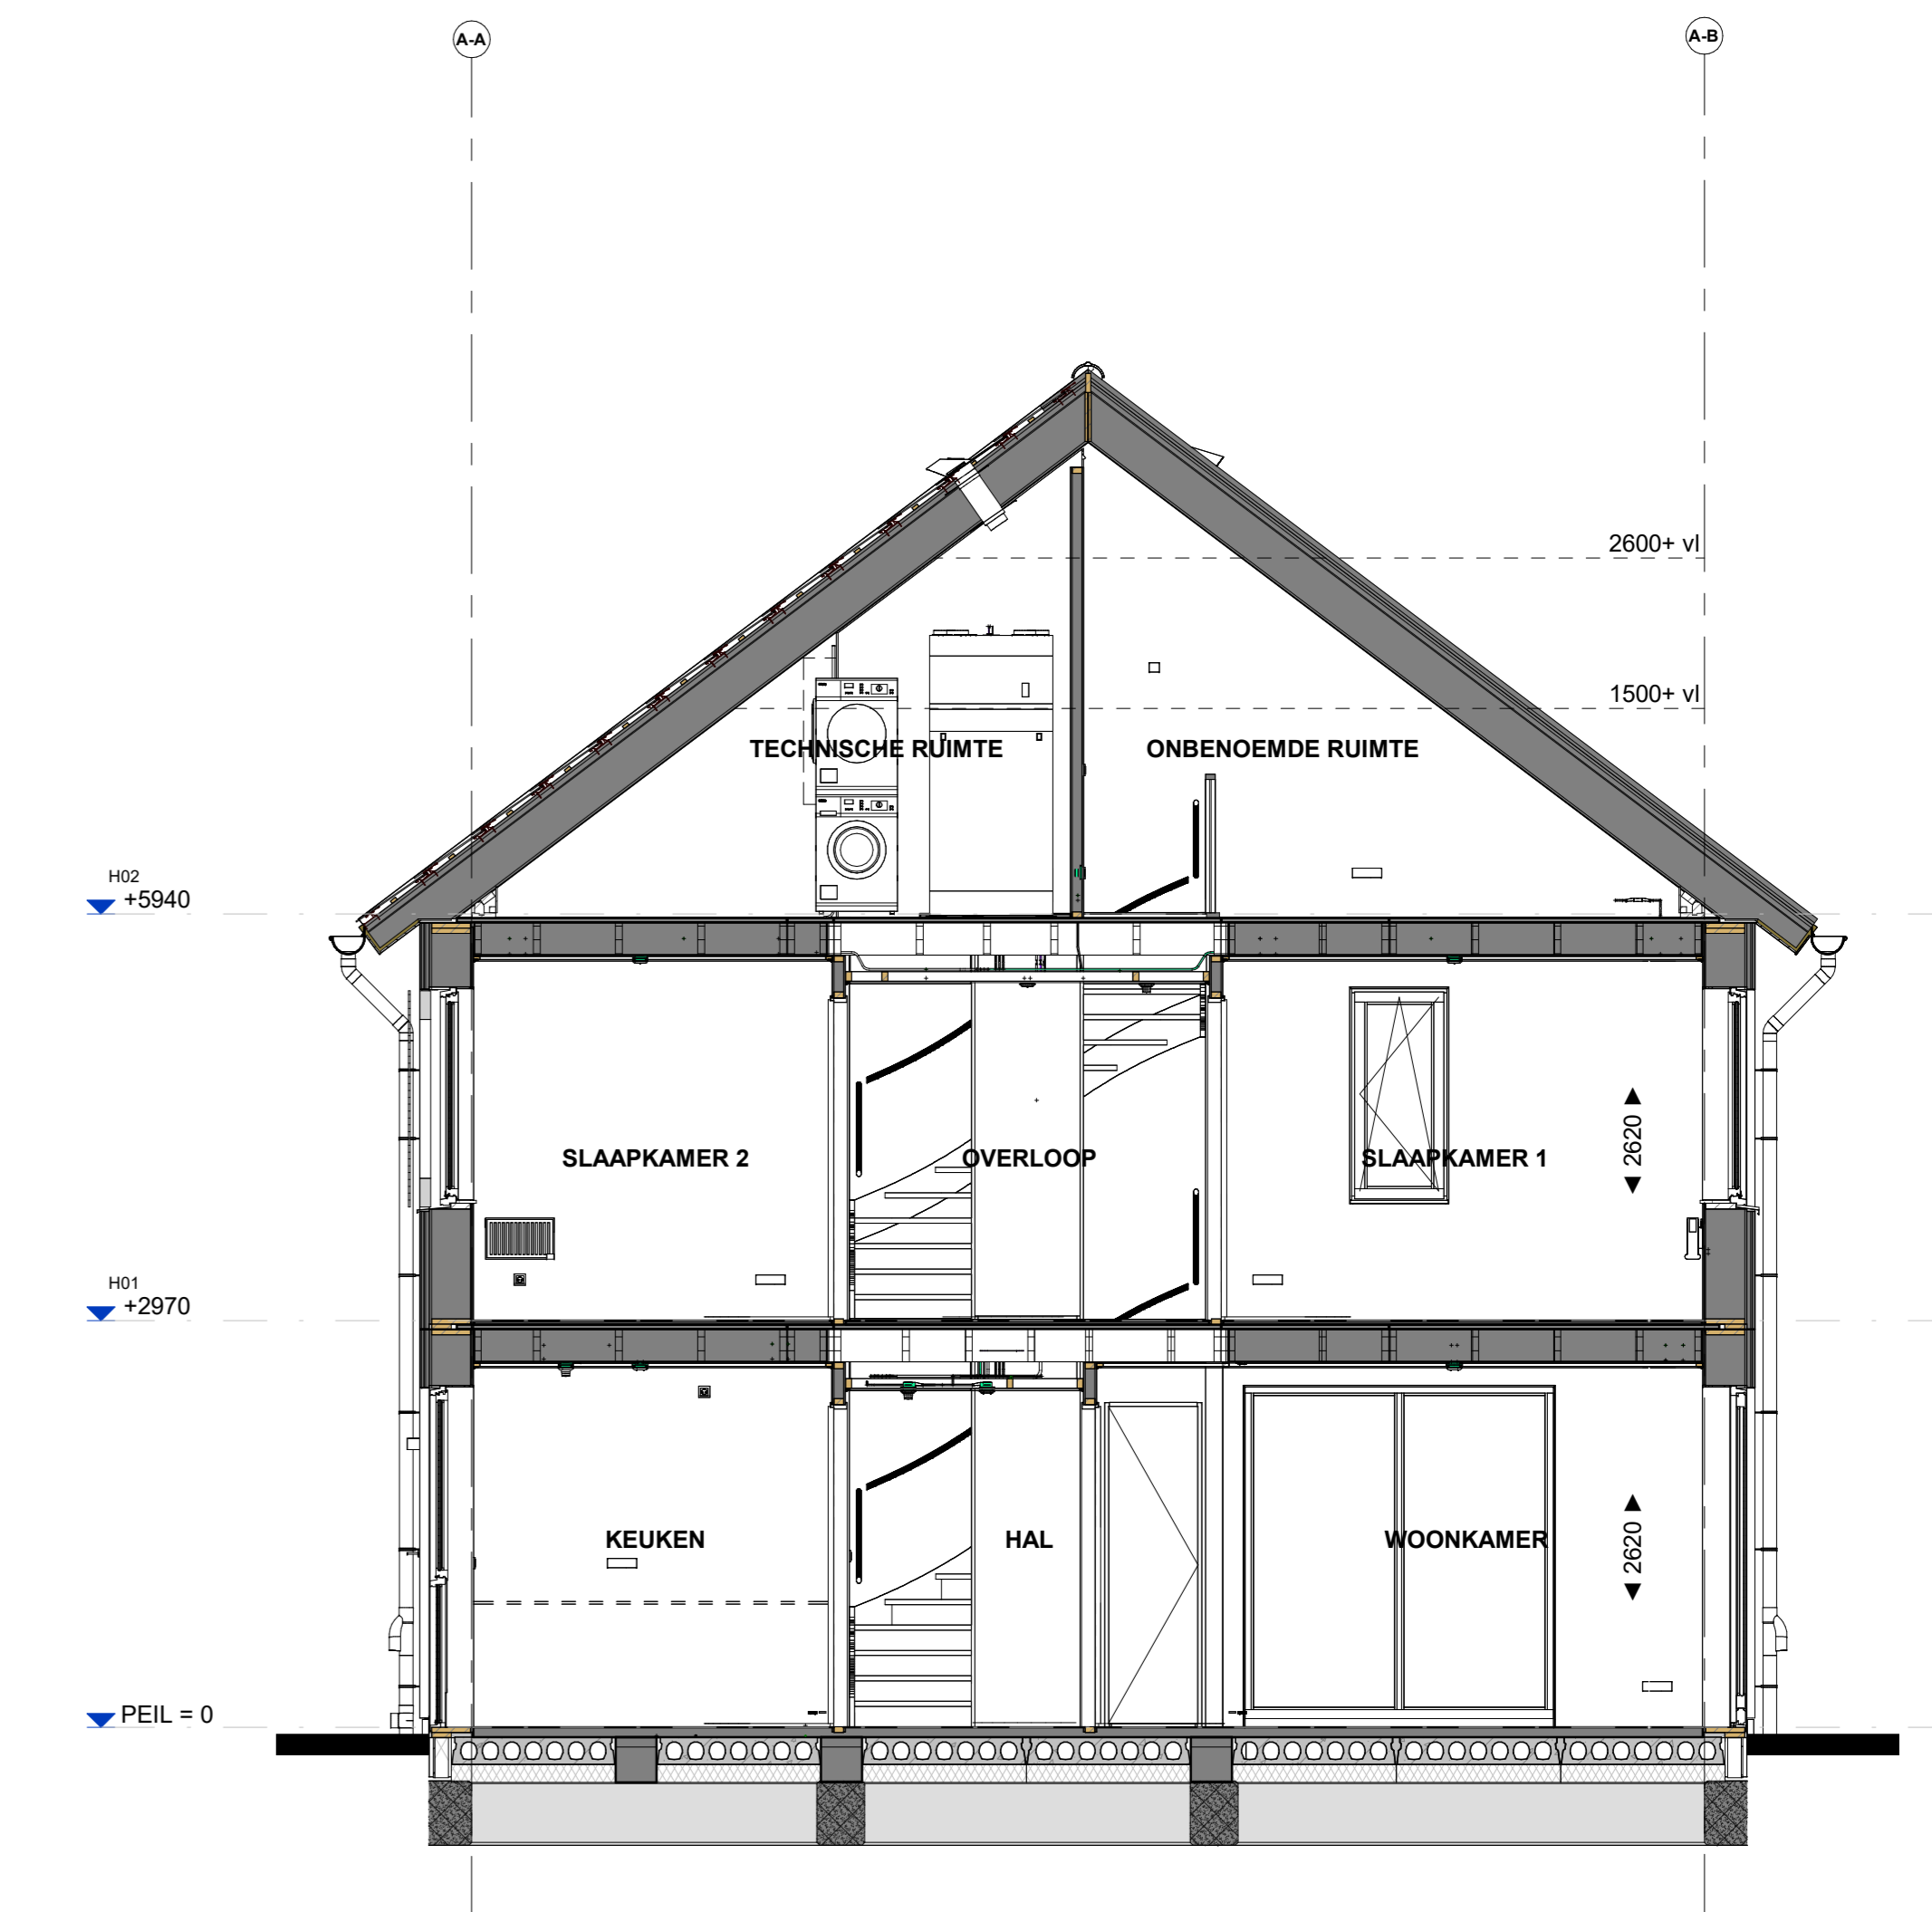 A-A
A-B
2600+ vl
1500+ vl
TECHNISCHE RUIMTE
ONBENOEMDE RUIMTE
H02
+5940
SLAAPKAMER 2
OVERLOOP
SLAAPKAMER 1
2620
H01
+2970
KEUKEN
HAL
WOONKAMER
2620
PEIL = 0